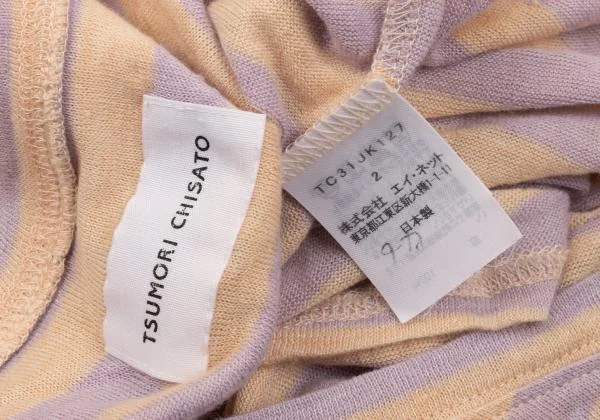 TSUMORI CHISATO
TC31JK127
2
株式会社 エイ・ネット
東京都江東区新大橋1-1-11
日本製